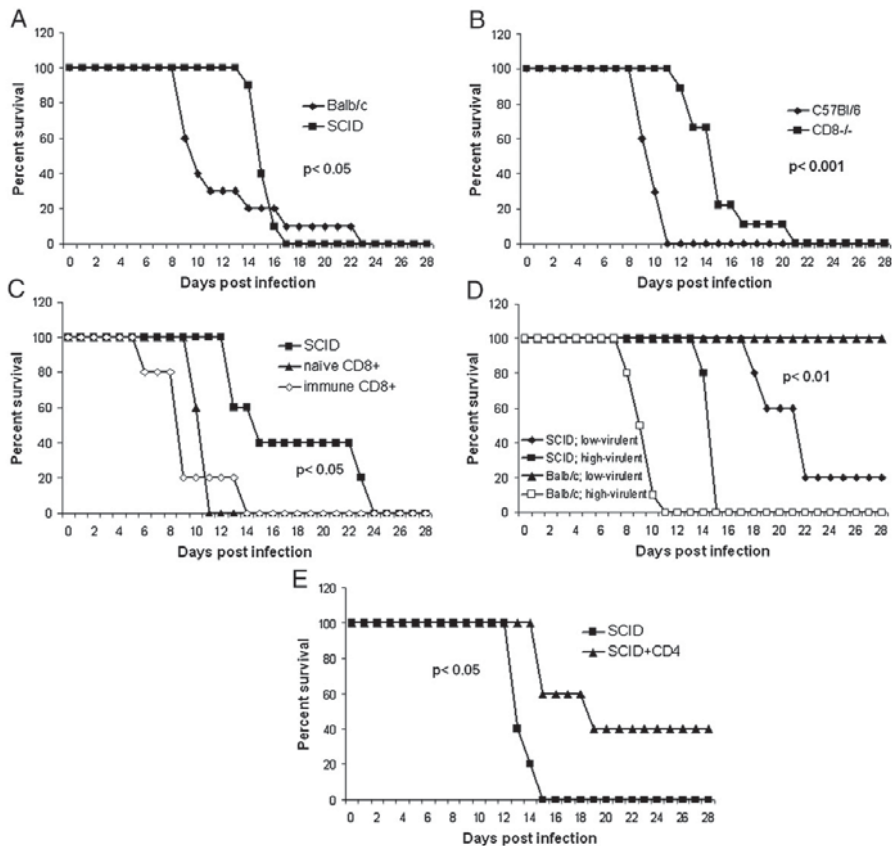 A
120
100
80
60
40
20
0
Percent survival
Balb/c
SCID
p< 0.05
0 2 4 6 8 10 12 14 16 18 20 22 24 26 28
Days post infection
B
120
100
80
60
40
20
0
Percent survival
C57Bl/6
CD8-/-
p< 0.001
0 2 4 6 8 10 12 14 16 18 20 22 24 26 28
Days post infection
C
120
100
80
60
40
20
0
Percent survival
SCID
naïve CD8+
immune CD8+
p< 0.05
0 2 4 6 8 10 12 14 16 18 20 22 24 26 28
Days post infection
D
120
100
80
60
40
20
0
Percent survival
p< 0.01
SCID; low-virulent
SCID; high-virulent
Balb/c; low-virulent
Balb/c; high-virulent
0 2 4 6 8 10 12 14 16 18 20 22 24 26 28
Days post infection
E
120
100
80
60
40
20
0
Percent survival
SCID
SCID+CD4
p< 0.05
0 2 4 6 8 10 12 14 16 18 20 22 24 26 28
Days post infection